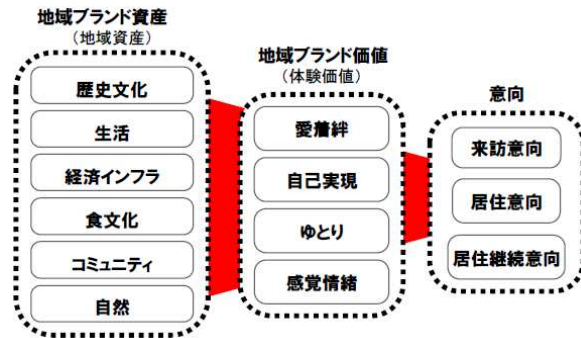 地域ブランド資産
（地域資産）
歴史文化
生活
経済インフラ
食文化
コミュニティ
自然
地域ブランド価値
（体験価値）
愛着絆
自己実現
ゆとり
感覚情緒
意向
来訪意向
居住意向
居住継続意向